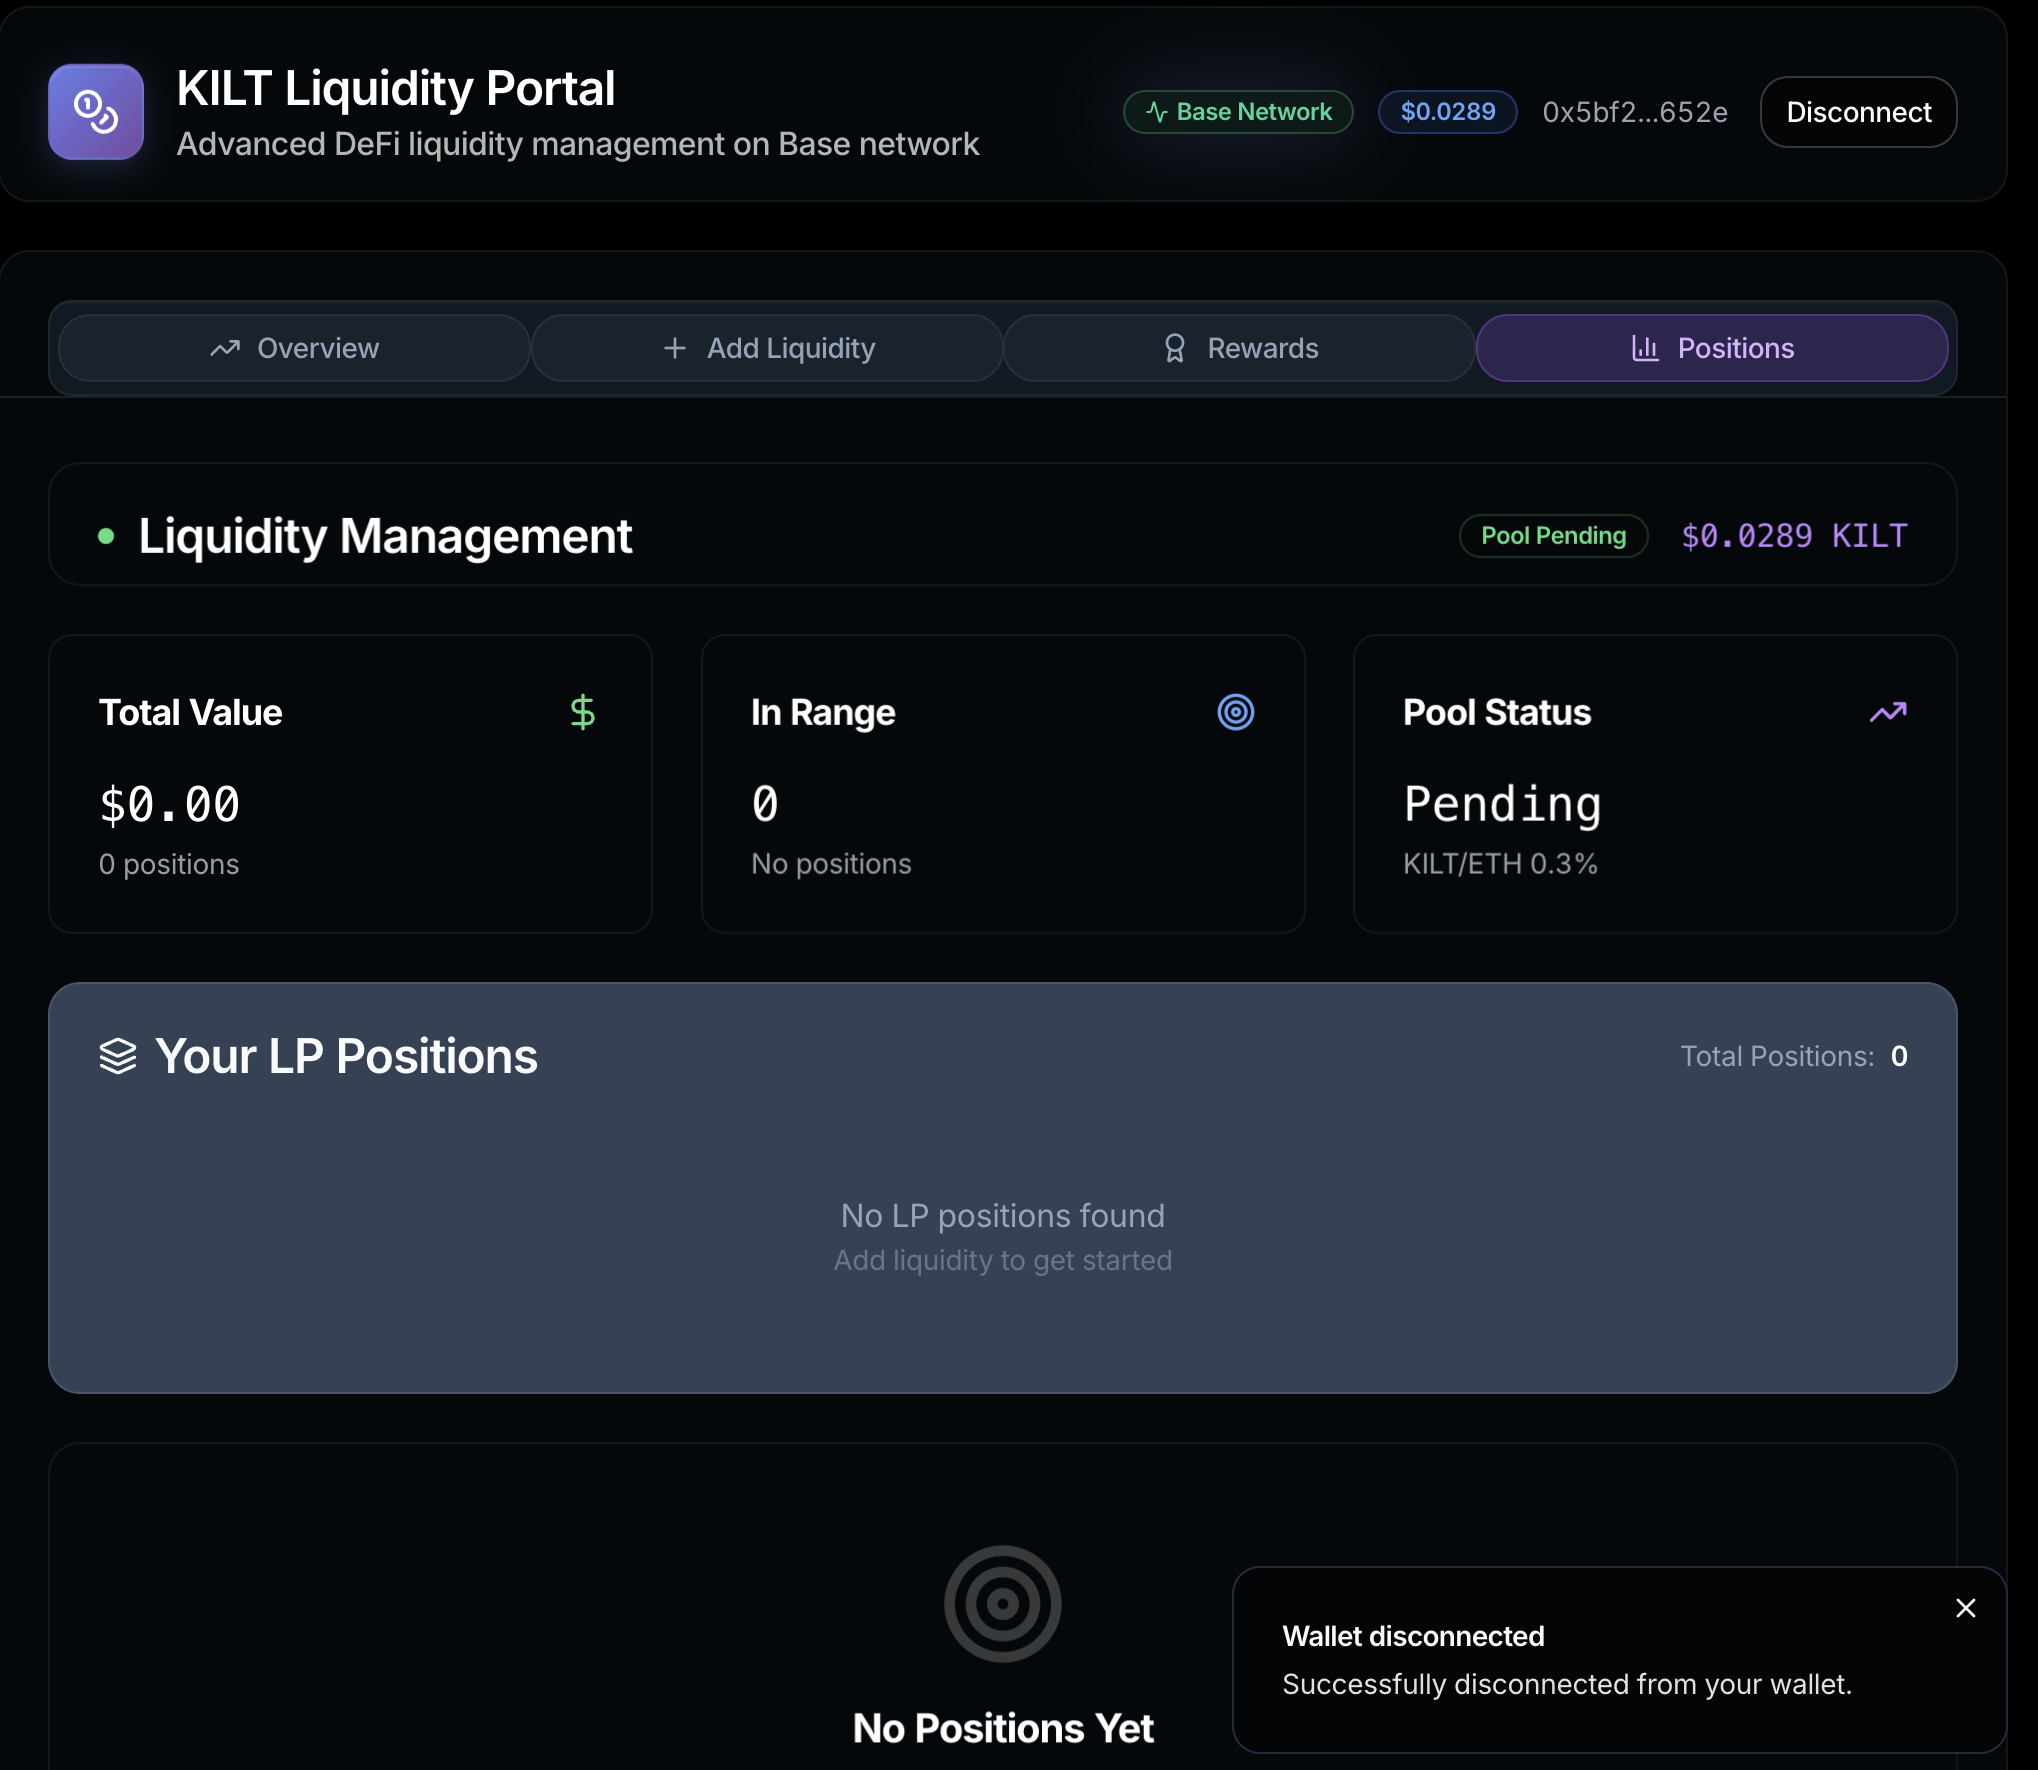 KILT Liquidity Portal
Advanced DeFi liquidity management on Base network
Base Network
$0.0289
0x5bf2...652e
Disconnect
Overview
Add Liquidity
Rewards
Positions
Liquidity Management
Pool Pending
$0.0289 KILT
Total Value
$0.00
0 positions
In Range
0
No positions
Pool Status
Pending
KILT/ETH 0.3%
Your LP Positions
Total Positions: 0
No LP positions found
Add liquidity to get started
No Positions Yet
Wallet disconnected
Successfully disconnected from your wallet.